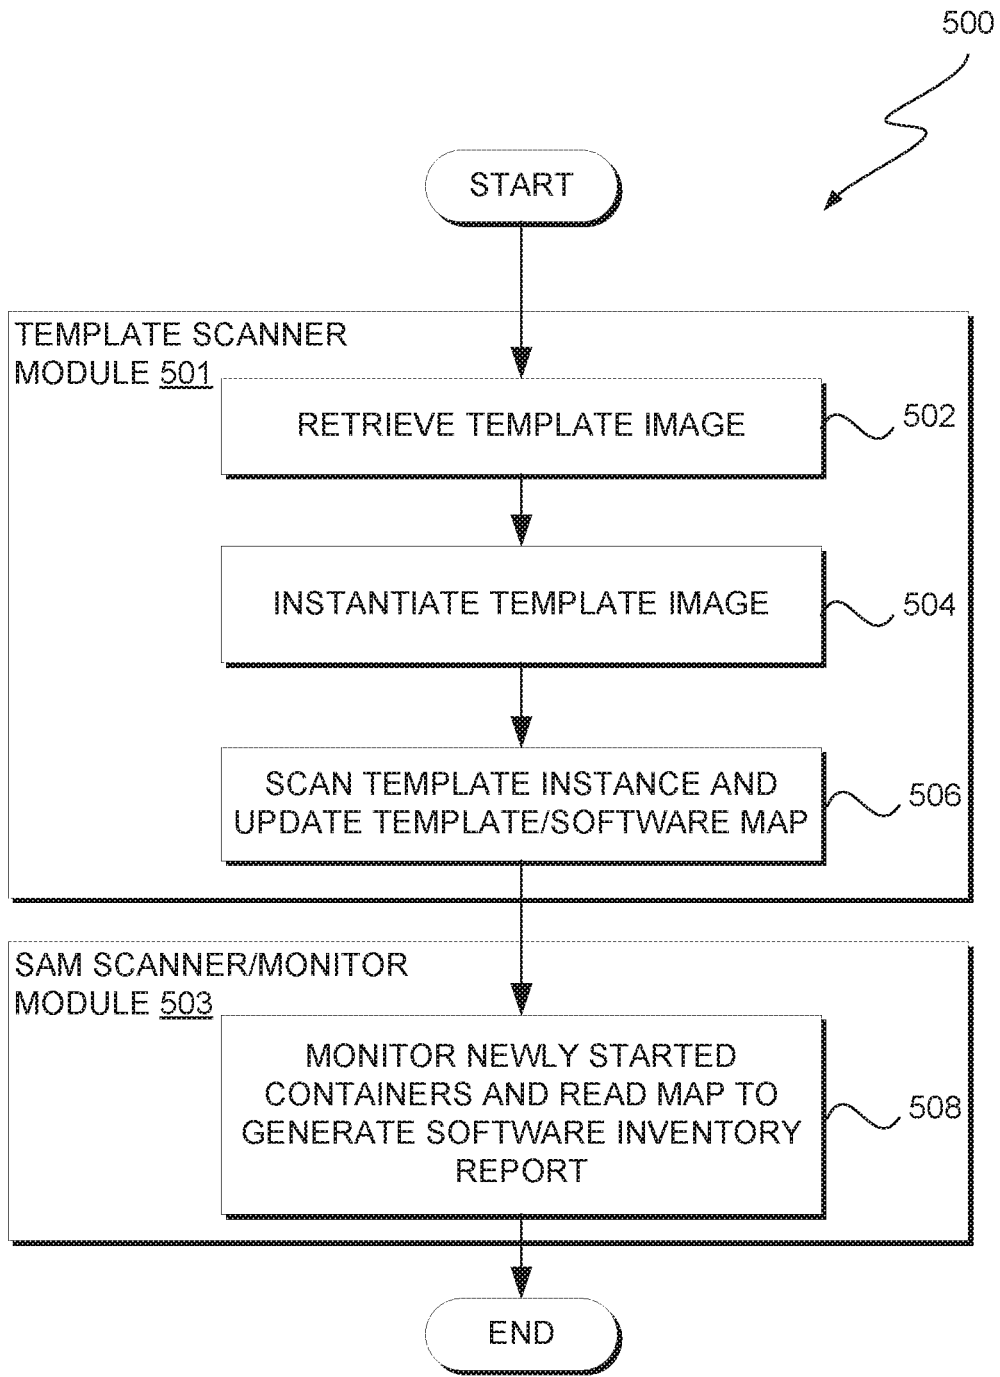 500
START
TEMPLATE SCANNER
MODULE 501
RETRIEVE TEMPLATE IMAGE
502
INSTANTIATE TEMPLATE IMAGE
504
SCAN TEMPLATE INSTANCE AND
UPDATE TEMPLATE/SOFTWARE MAP
506
SAM SCANNER/MONITOR
MODULE 503
MONITOR NEWLY STARTED
CONTAINERS AND READ MAP TO
GENERATE SOFTWARE INVENTORY
REPORT
508
END